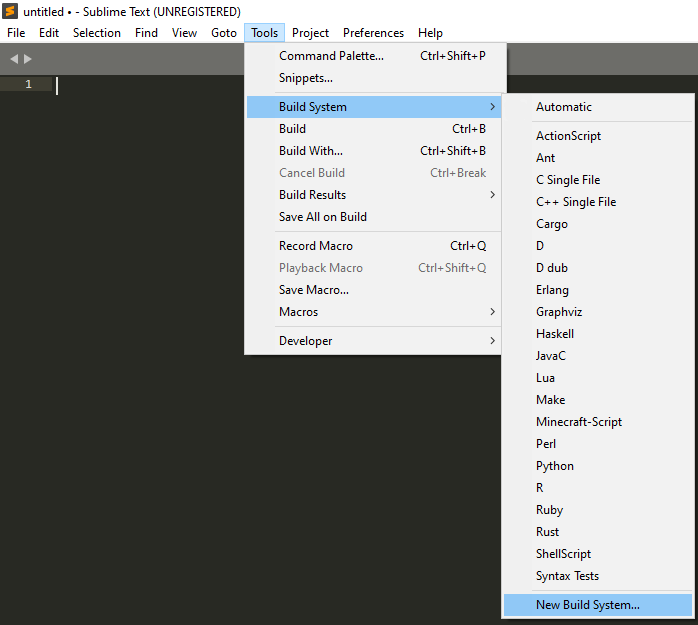 untitled • - Sublime Text (UNREGISTERED)
File Edit Selection Find View Goto Tools Project Preferences Help
Command Palette... Ctrl+Shift+P
Snippets...
Build System
Build Ctrl+B
Build With... Ctrl+Shift+B
Cancel Build Ctrl+Break
Build Results
Save All on Build
Record Macro Ctrl+Q
Playback Macro Ctrl+Shift+Q
Save Macro...
Macros
Developer
1
Automatic
ActionScript
Ant
C Single File
C++ Single File
Cargo
D
D dub
Erlang
Graphviz
Haskell
JavaC
Lua
Make
Minecraft-Script
Perl
Python
R
Ruby
Rust
ShellScript
Syntax Tests
New Build System...